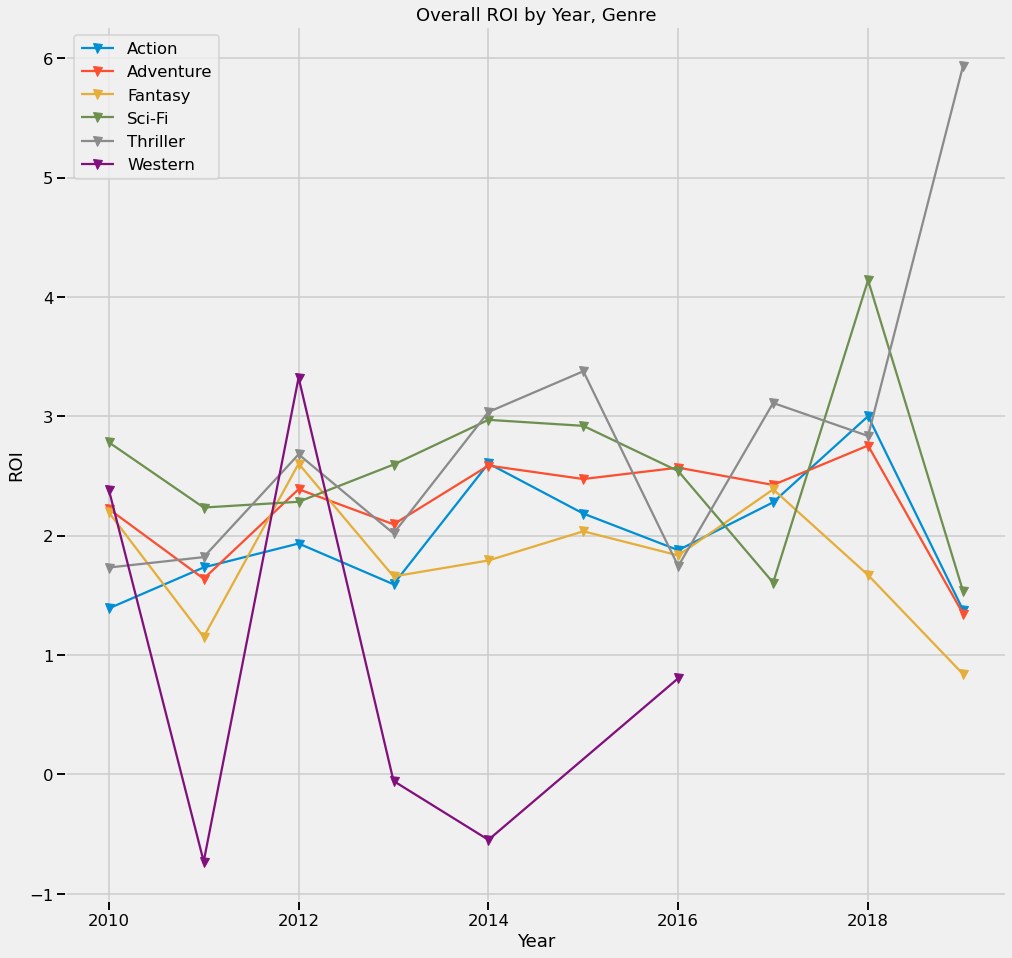 Overall ROI by Year, Genre
Action
Adventure
Fantasy
Sci-Fi
Thriller
Western
6
5
4
3
2
1
0
−1
ROI
2010
2012
2014
2016
2018
Year